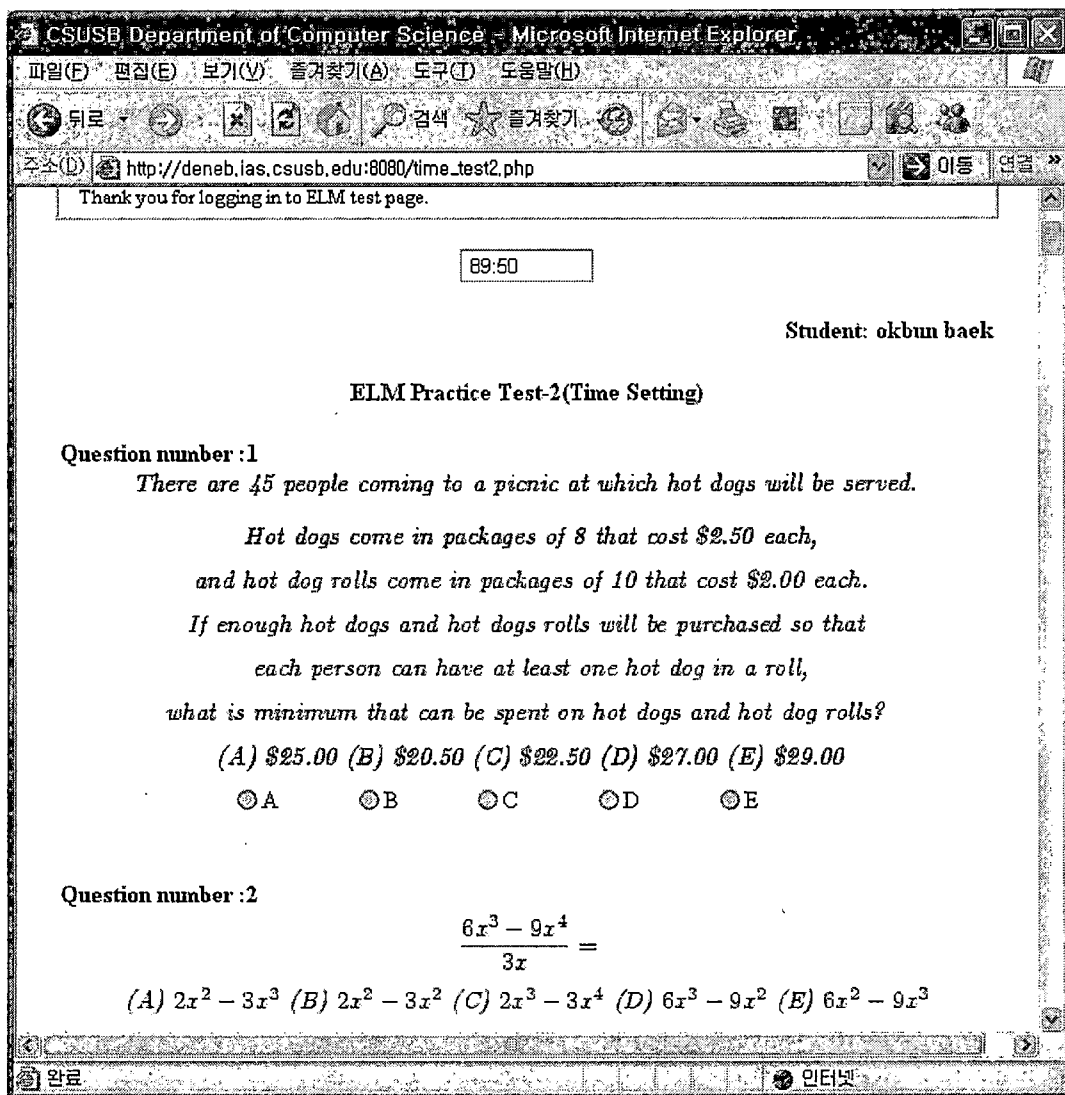 CSUSB Department of Computer Science - Microsoft Internet Explorer
파일(F) 편집(E) 보기(V) 즐겨찾기(A) 도구(T) 도움말(H)
뒤로 검색 즐겨찾기
주소(D) http://deneb.ias.csusb.edu:8080/time_test2.php 이동 연결 »
Thank you for logging in to ELM test page.
89:50
Student: okbun baek
ELM Practice Test-2(Time Setting)
Question number :1
There are 45 people coming to a picnic at which hot dogs will be served.
Hot dogs come in packages of 8 that cost $2.50 each,
and hot dog rolls come in packages of 10 that cost $2.00 each.
If enough hot dogs and hot dogs rolls will be purchased so that
each person can have at least one hot dog in a roll,
what is minimum that can be spent on hot dogs and hot dog rolls?
(A) $25.00 (B) $20.50 (C) $22.50 (D) $27.00 (E) $29.00
A B C D E
Question number :2
6x³ − 9x⁴
=
3x
(A) 2x² − 3x³ (B) 2x² − 3x² (C) 2x³ − 3x⁴ (D) 6x³ − 9x² (E) 6x² − 9x³
완료 인터넷